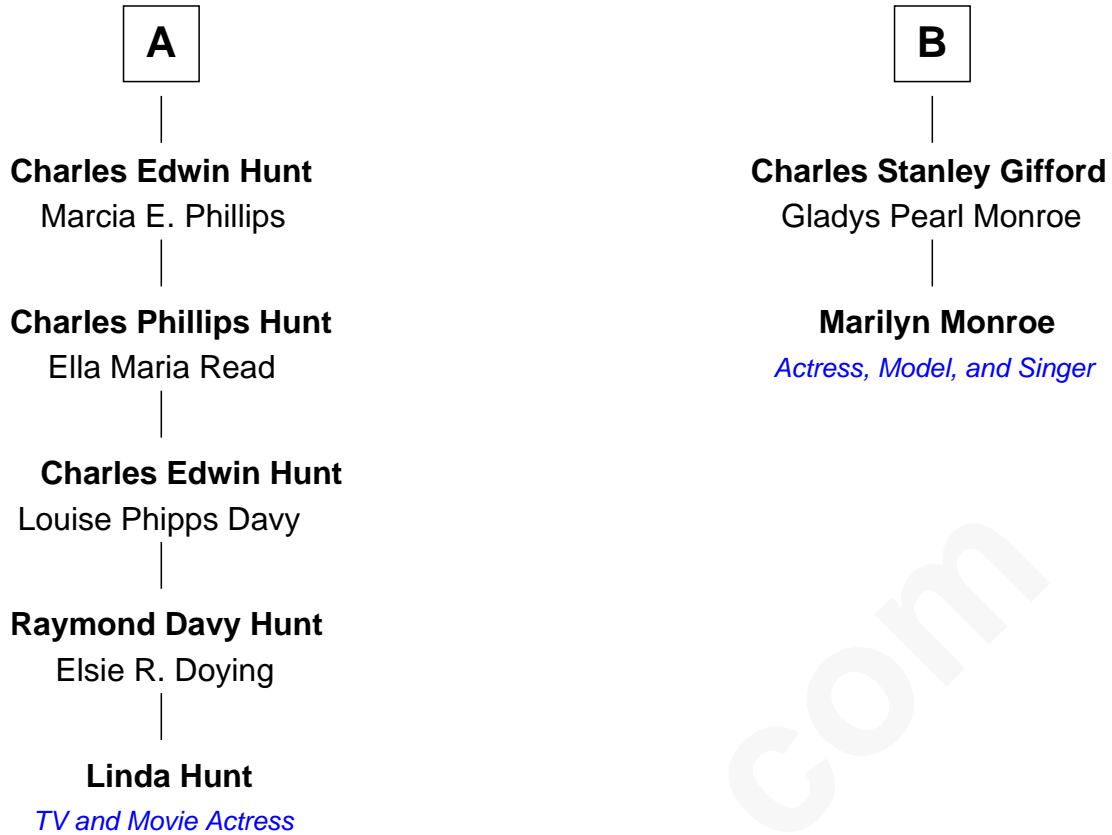 A
Charles Edwin Hunt
Marcia E. Phillips
Charles Phillips Hunt
Ella Maria Read
Charles Edwin Hunt
Louise Phipps Davy
Raymond Davy Hunt
Elsie R. Doying
Linda Hunt
TV and Movie Actress
B
Charles Stanley Gifford
Gladys Pearl Monroe
Marilyn Monroe
Actress, Model, and Singer
com